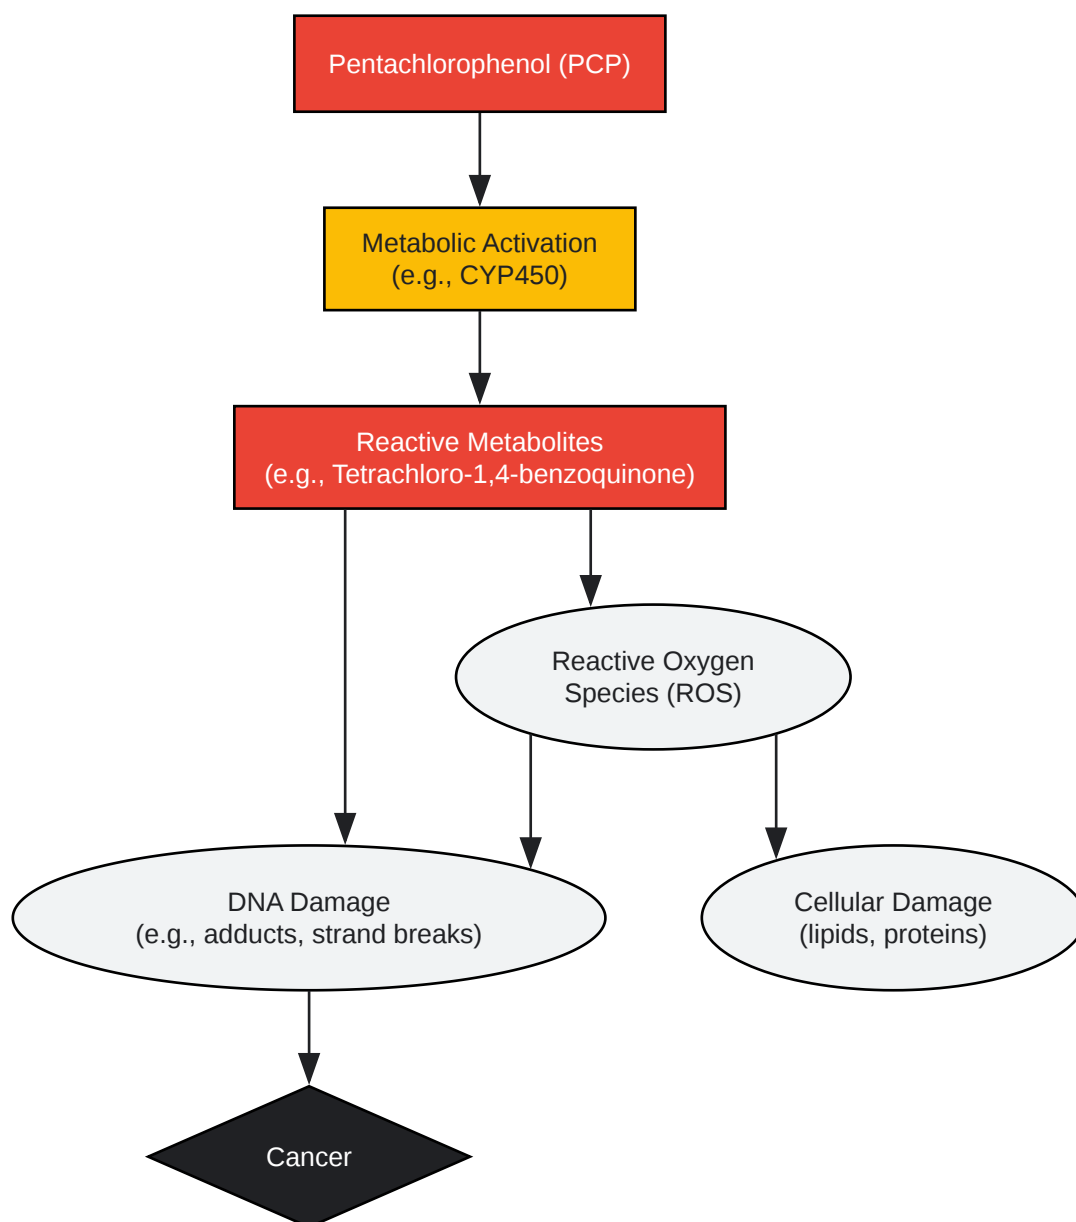 Pentachlorophenol (PCP)
Metabolic Activation
(e.g., CYP450)
Reactive Metabolites
(e.g., Tetrachloro-1,4-benzoquinone)
Reactive Oxygen
Species (ROS)
DNA Damage
(e.g., adducts, strand breaks)
Cellular Damage
(lipids, proteins)
Cancer